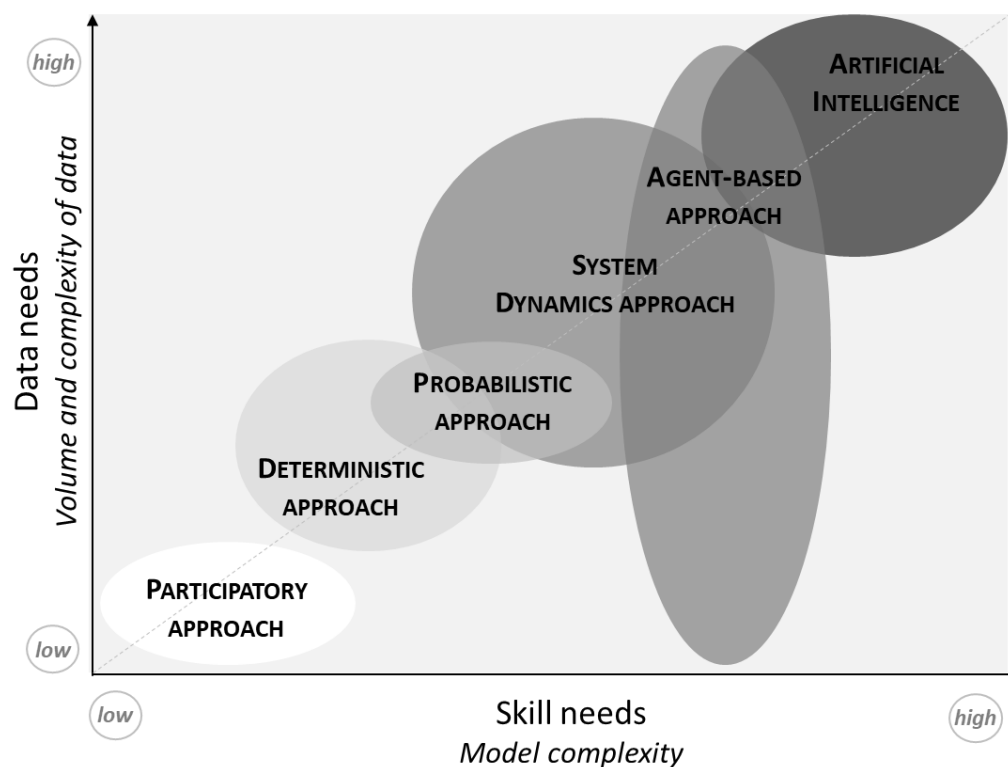 high
ARTIFICIAL
INTELLIGENCE
AGENT-BASED
APPROACH
SYSTEM
DYNAMICS APPROACH
PROBABILISTIC
APPROACH
DETERMINISTIC
APPROACH
PARTICIPATORY
APPROACH
Data needs
Volume and complexity of data
low
low
Skill needs
high
Model complexity